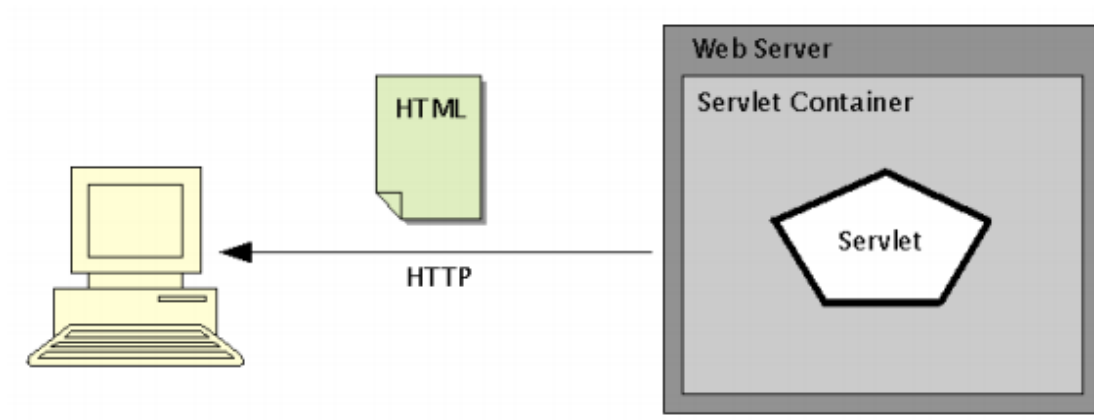 Web Server
Servlet Container
HTML
Servlet
HTTP